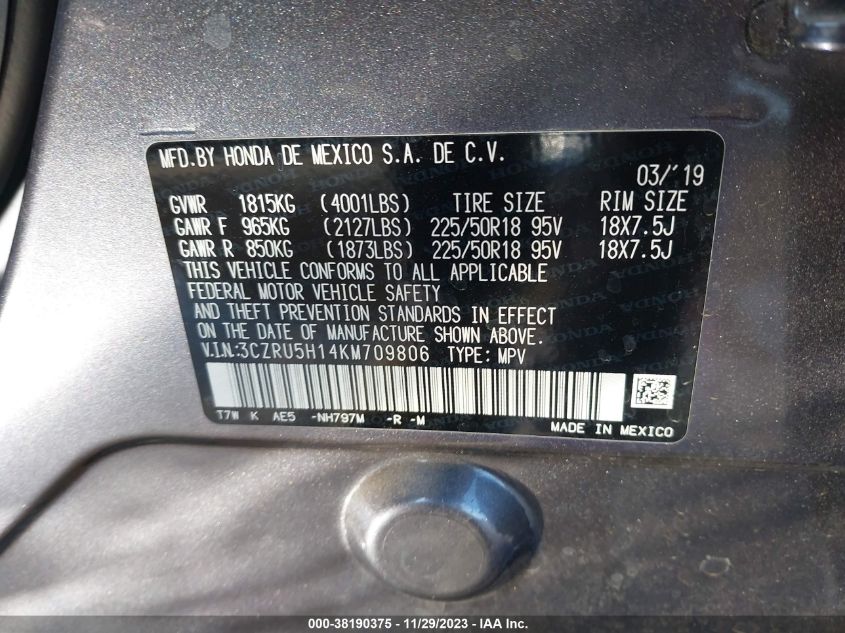 MFD.BY HONDA DE MEXICO S.A. DE C.V.
03/'19
GVWR 1815KG (4001LBS) TIRE SIZE RIM SIZE
GAWR F 965KG (2127LBS) 225/50R18 95V 18X7.5J
GAWR R 850KG (1873LBS) 225/50R18 95V 18X7.5J
THIS VEHICLE CONFORMS TO ALL APPLICABLE
FEDERAL MOTOR VEHICLE SAFETY
AND THEFT PREVENTION STANDARDS IN EFFECT
ON THE DATE OF MANUFACTURE SHOWN ABOVE.
V.I.N:3CZRU5H14KM709806 TYPE: MPV
T7W K AE5 -NH797M -R -M
MADE IN MEXICO
000-38190375 - 11/29/2023 - IAA Inc.